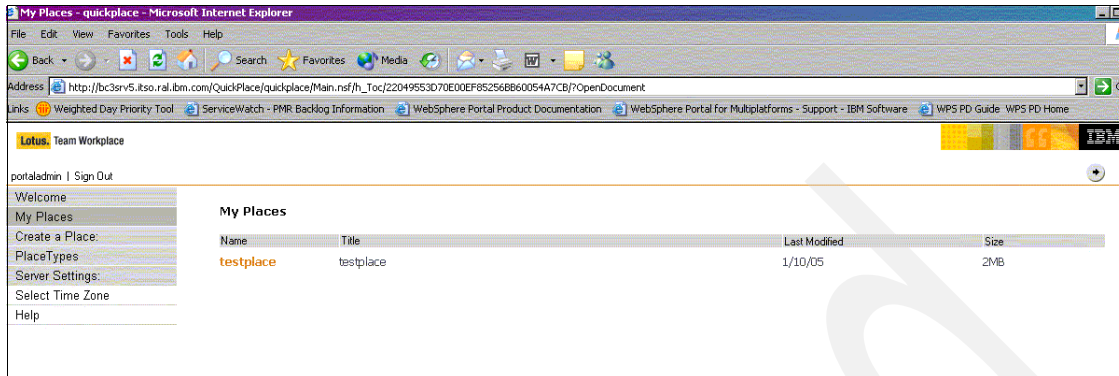 My Places - quickplace - Microsoft Internet Explorer
File Edit View Favorites Tools Help
Back Search Favorites Media
Address http://bc3srv5.itso.ral.ibm.com/QuickPlace/quickplace/Main.nsf/h_Toc/22049553D70E00EF85256BB60054A7CB/?OpenDocument
Links Weighted Day Priority Tool ServiceWatch - PMR Backlog Information WebSphere Portal Product Documentation WebSphere Portal for Multiplatforms - Support - IBM Software WPS PD Guide WPS PD Home
Lotus. Team Workplace IBM
portaladmin | Sign Out
Welcome
My Places
Create a Place:
PlaceTypes
Server Settings:
Select Time Zone
Help
My Places
Name Title Last Modified Size
testplace testplace 1/10/05 2MB